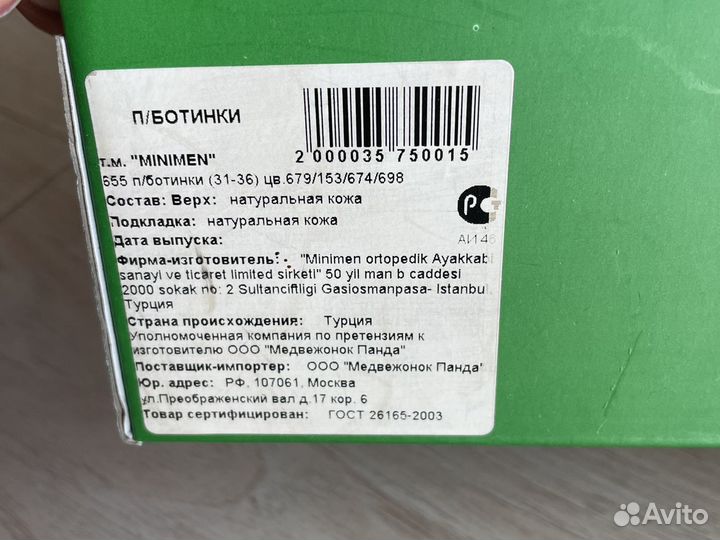 П/БОТИНКИ
2 000035 750015
т.м. "MINIMEN"
655 п/ботинки (31-36) цв.679/153/674/698
Состав: Верх: натуральная кожа
Подкладка: натуральная кожа
РСТ
Дата выпуска:
АИ46
Фирма-изготовитель: "Minimen ortopedik Ayakkabi
sanayi ve ticaret limited sirketi" 50 yil man b caddesi
2000 sokak no: 2 Sultanciftligi Gasiosmanpasa- Istanbul
Турция
Страна происхождения: Турция
Уполномоченная компания по претензиям к
изготовителю ООО "Медвежонок Панда"
Поставщик-импортер: ООО "Медвежонок Панда"
Юр. адрес: РФ, 107061, Москва
ул.Преображенский вал д.17 кор. 6
Товар сертифицирован: ГОСТ 26165-2003
Avito